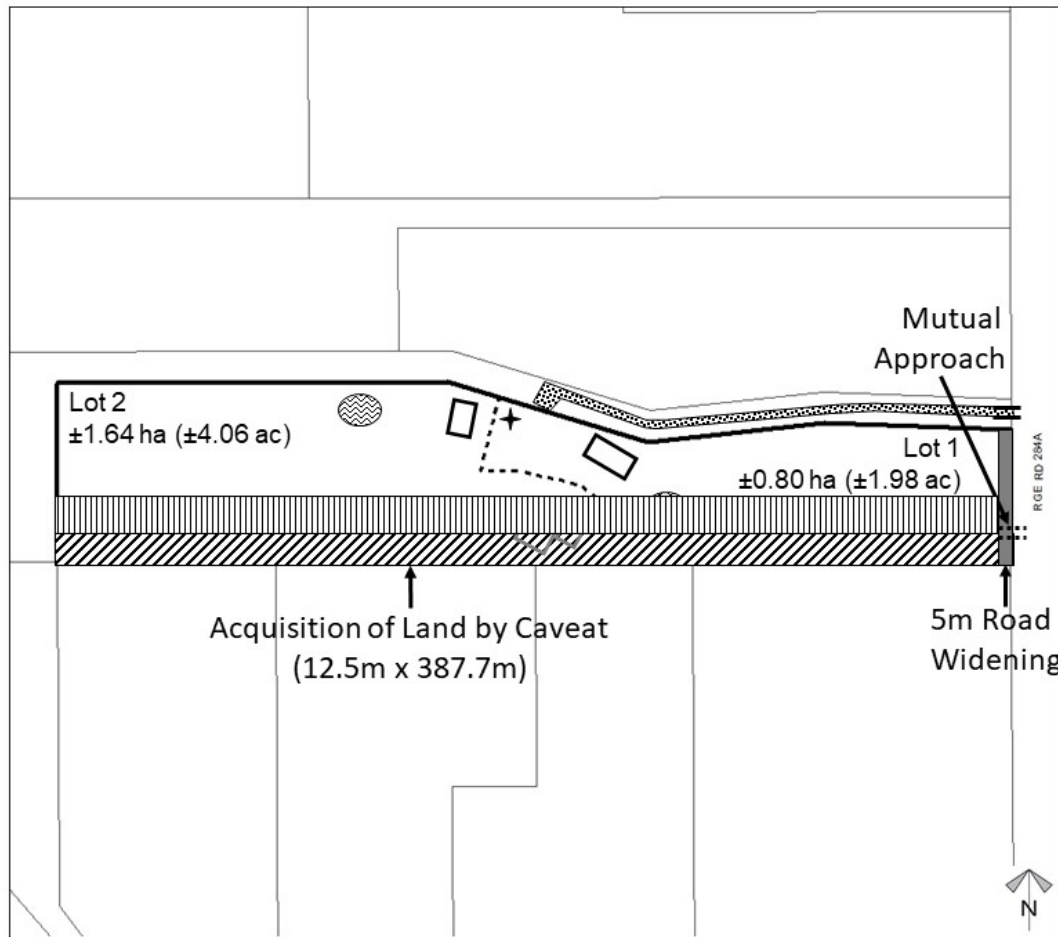 Mutual
Approach
Lot 2
±1.64 ha (±4.06 ac)
Lot 1
±0.80 ha (±1.98 ac)
RGE RD 284A
Acquisition of Land by Caveat
(12.5m x 387.7m)
5m Road
Widening
N